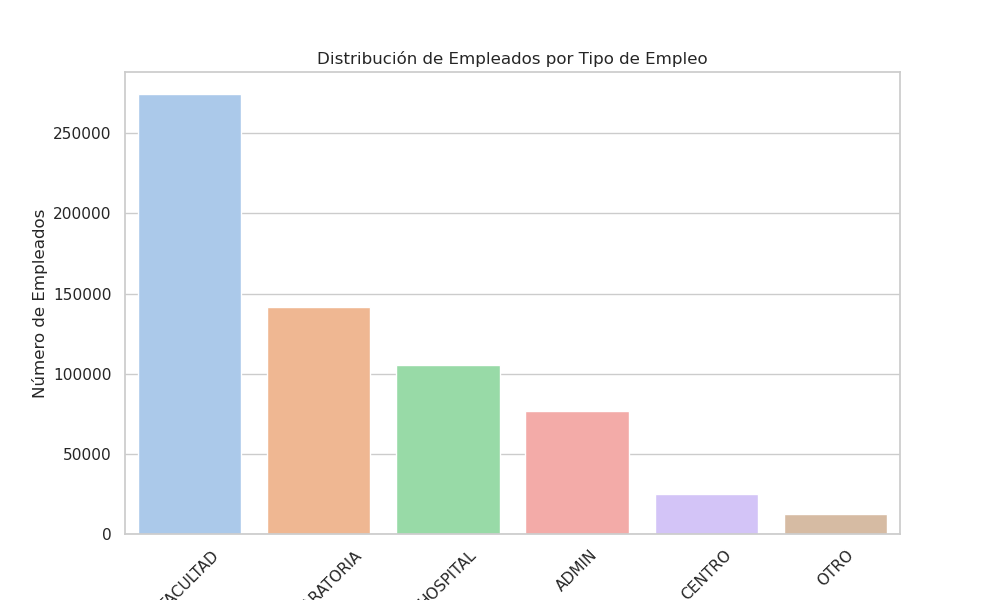 Distribución de Empleados por Tipo de Empleo
Número de Empleados
250000
200000
150000
100000
50000
0
FACULTAD
RATORIA
HOSPITAL
ADMIN
CENTRO
OTRO